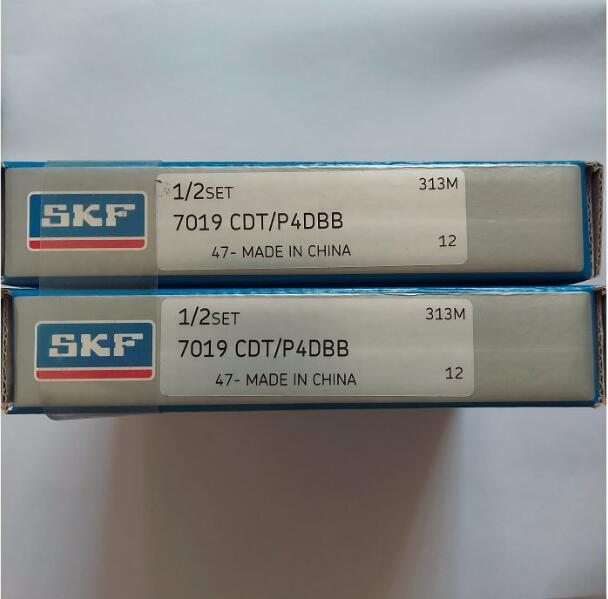 SKF
1/2SET 313M
7019 CDT/P4DBB
47- MADE IN CHINA 12
SKF
1/2SET 313M
7019 CDT/P4DBB
47- MADE IN CHINA 12